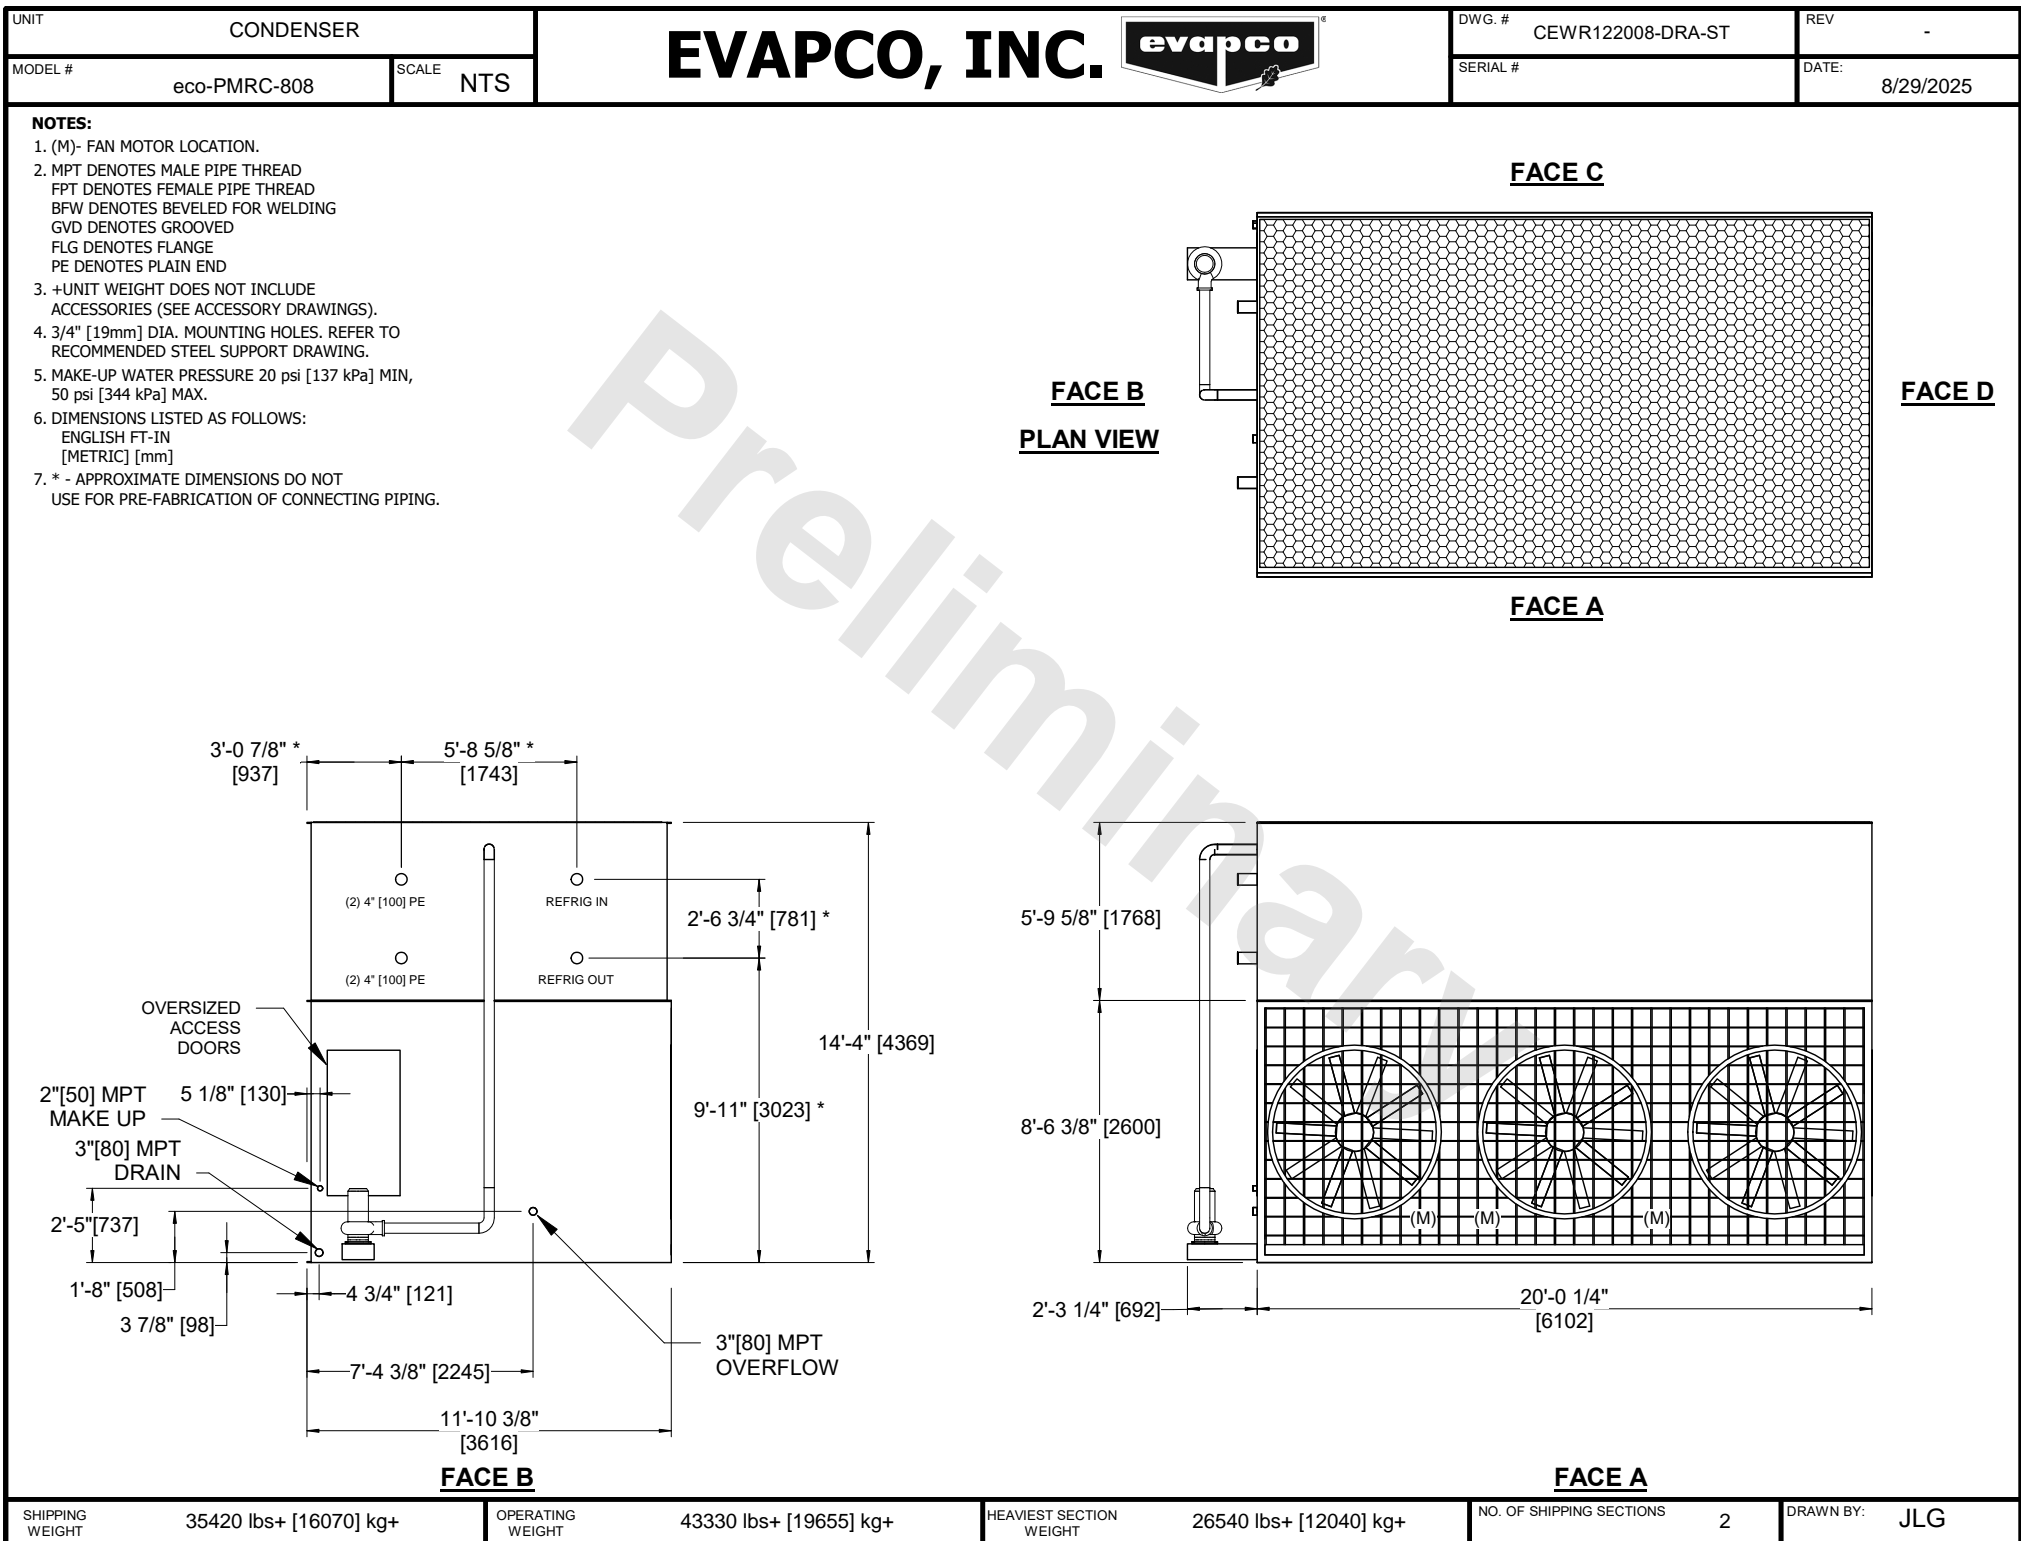 UNIT
CONDENSER
MODEL #
eco-PMRC-808
SCALE
NTS
EVAPCO, INC.
evapco
®
DWG. #
CEWR122008-DRA-ST
REV
-
SERIAL #
DATE:
8/29/2025
NOTES:
1. (M)- FAN MOTOR LOCATION.
2. MPT DENOTES MALE PIPE THREAD
FPT DENOTES FEMALE PIPE THREAD
BFW DENOTES BEVELED FOR WELDING
GVD DENOTES GROOVED
FLG DENOTES FLANGE
PE DENOTES PLAIN END
3. +UNIT WEIGHT DOES NOT INCLUDE
ACCESSORIES (SEE ACCESSORY DRAWINGS).
4. 3/4" [19mm] DIA. MOUNTING HOLES. REFER TO
RECOMMENDED STEEL SUPPORT DRAWING.
5. MAKE-UP WATER PRESSURE 20 psi [137 kPa] MIN,
50 psi [344 kPa] MAX.
6. DIMENSIONS LISTED AS FOLLOWS:
ENGLISH FT-IN
[METRIC] [mm]
7. * - APPROXIMATE DIMENSIONS DO NOT
USE FOR PRE-FABRICATION OF CONNECTING PIPING.
FACE C
FACE B
PLAN VIEW
FACE D
FACE A
Preliminary
3'-0 7/8" *
[937]
5'-8 5/8" *
[1743]
(2) 4" [100] PE
REFRIG IN
2'-6 3/4" [781] *
(2) 4" [100] PE
REFRIG OUT
OVERSIZED
ACCESS
DOORS
14'-4" [4369]
2"[50] MPT
MAKE UP
5 1/8" [130]
9'-11" [3023] *
3"[80] MPT
DRAIN
2'-5"[737]
1'-8" [508]
4 3/4" [121]
3 7/8" [98]
3"[80] MPT
OVERFLOW
7'-4 3/8" [2245]
11'-10 3/8"
[3616]
FACE B
5'-9 5/8" [1768]
8'-6 3/8" [2600]
(M)
(M)
(M)
2'-3 1/4" [692]
20'-0 1/4"
[6102]
FACE A
SHIPPING
WEIGHT
35420 lbs+ [16070] kg+
OPERATING
WEIGHT
43330 lbs+ [19655] kg+
HEAVIEST SECTION
WEIGHT
26540 lbs+ [12040] kg+
NO. OF SHIPPING SECTIONS
2
DRAWN BY:
JLG